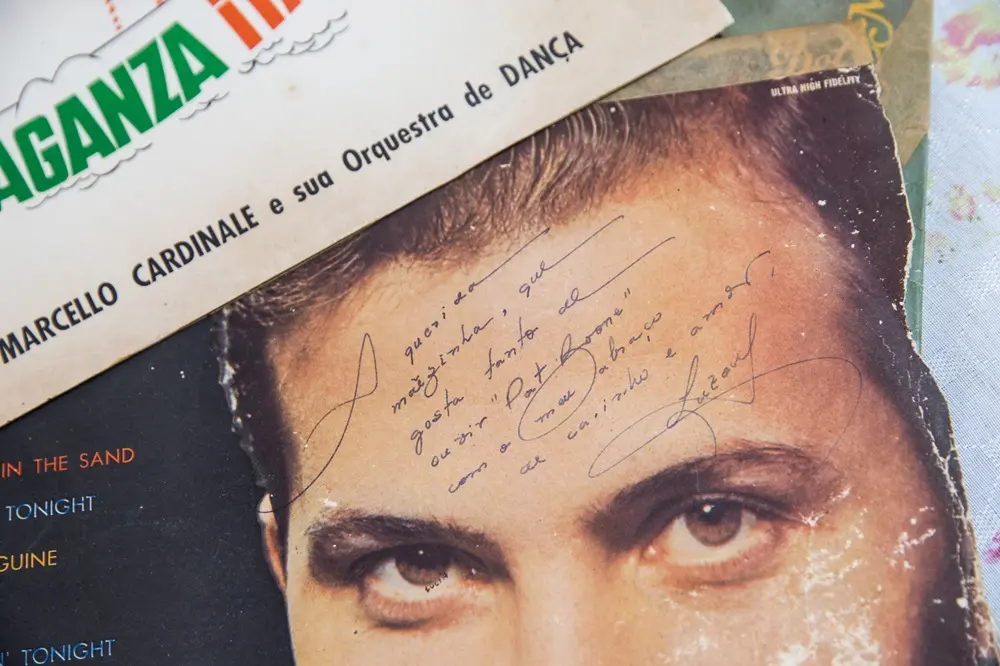 AGANZA
MARCELLO CARDINALE e sua Orquestra de DANÇA
ULTRA HIGH FIDELITY
À querida
mãezinha, que
gosta tanto de
ouvir "Pat Boone"
com o meu abraço
de carinho e amor,
IN THE SAND
TONIGHT
GUINE
N' TONIGHT